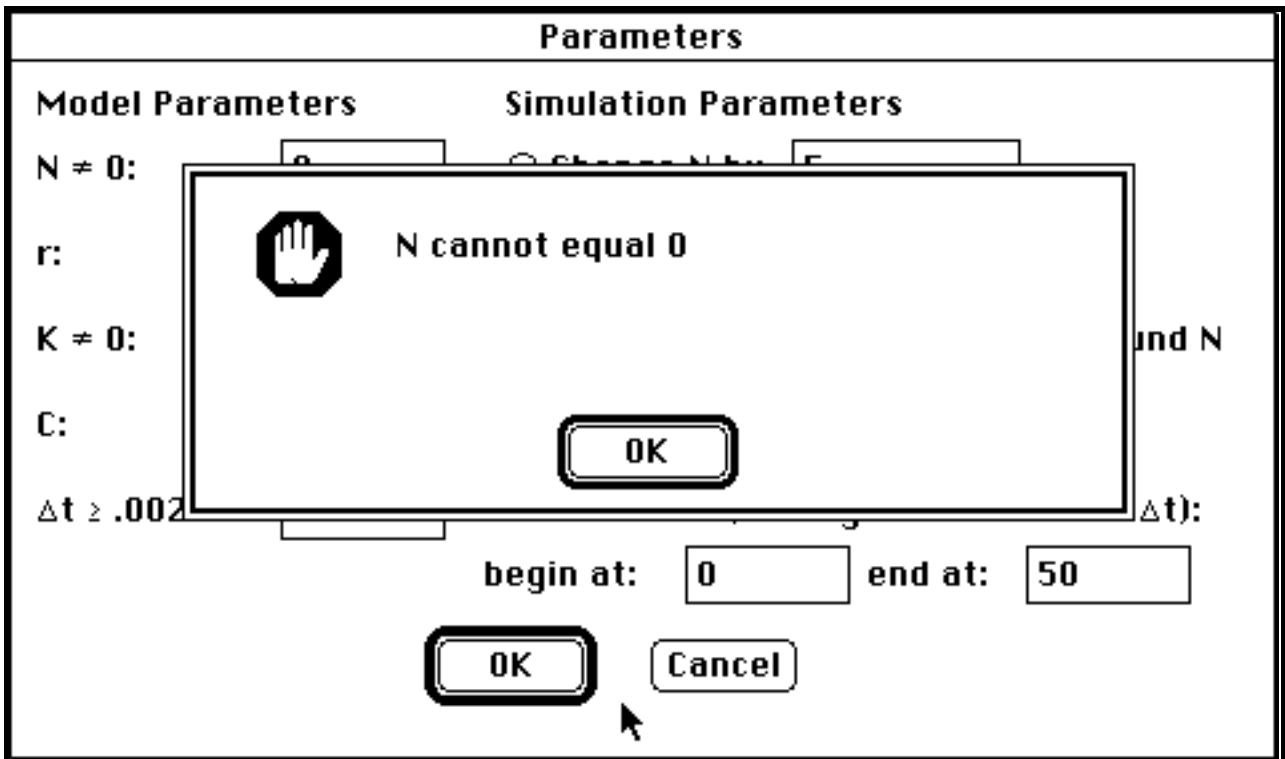 Parameters
Model Parameters Simulation Parameters
N ≠ 0:
N cannot equal 0
r:
K ≠ 0: N
C:
OK
Δt ≥ .002 Δt):
begin at: 0 end at: 50
OK Cancel